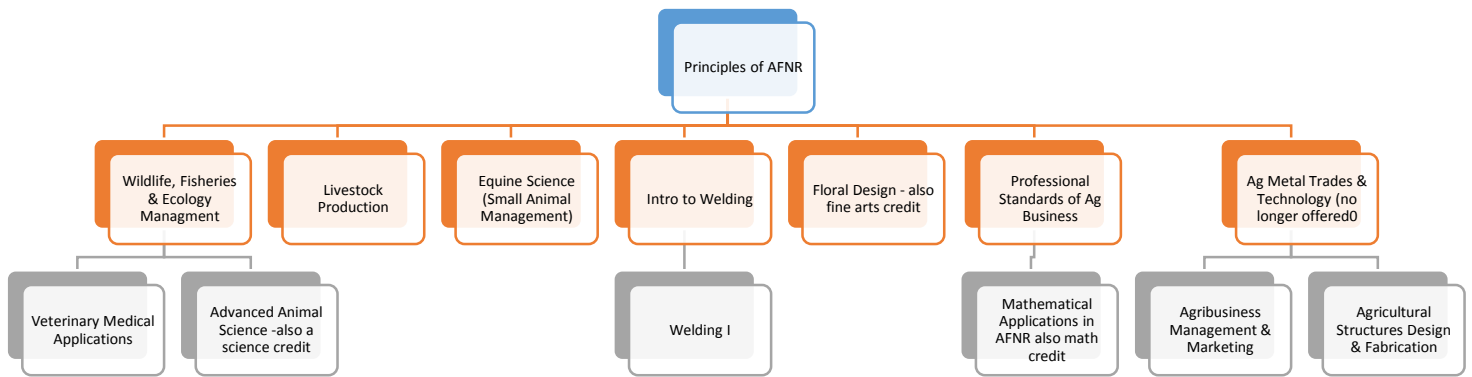 Principles of AFNR
Wildlife, Fisheries
& Ecology
Managment
Livestock
Production
Equine Science
(Small Animal
Management)
Intro to Welding
Floral Design - also
fine arts credit
Professional
Standards of Ag
Business
Ag Metal Trades &
Technology (no
longer offered0
Veterinary Medical
Applications
Advanced Animal
Science -also a
science credit
Welding I
Mathematical
Applications in
AFNR also math
credit
Agribusiness
Management &
Marketing
Agricultural
Structures Design
& Fabrication